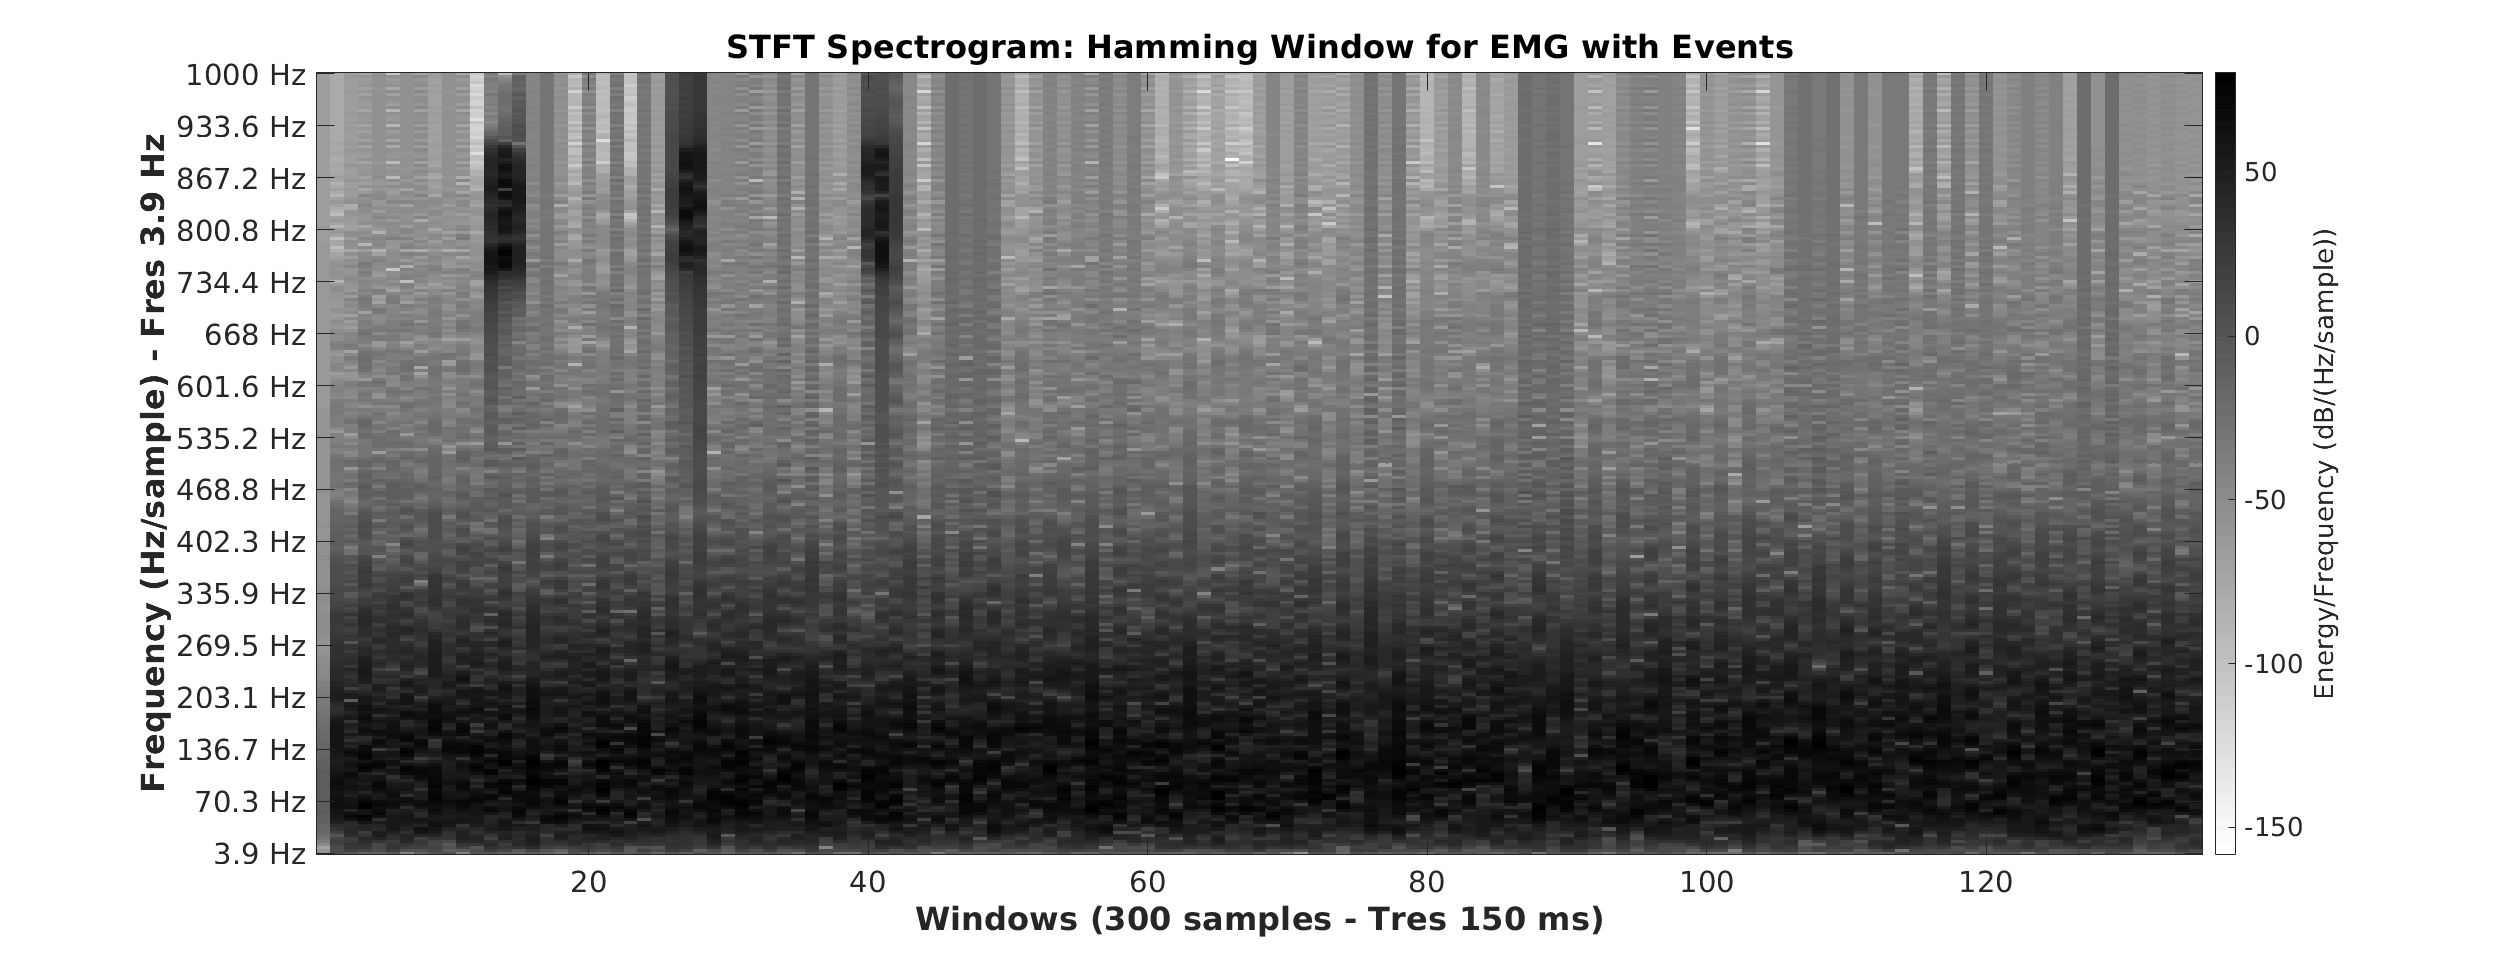 STFT Spectrogram: Hamming Window for EMG with Events
Frequency (Hz/sample) - Fres 3.9 Hz
1000 Hz
933.6 Hz
867.2 Hz
800.8 Hz
734.4 Hz
668 Hz
601.6 Hz
535.2 Hz
468.8 Hz
402.3 Hz
335.9 Hz
269.5 Hz
203.1 Hz
136.7 Hz
70.3 Hz
3.9 Hz
20 40 60 80 100 120
Windows (300 samples - Tres 150 ms)
50
0
-50
-100
-150
Energy/Frequency (dB/(Hz/sample))